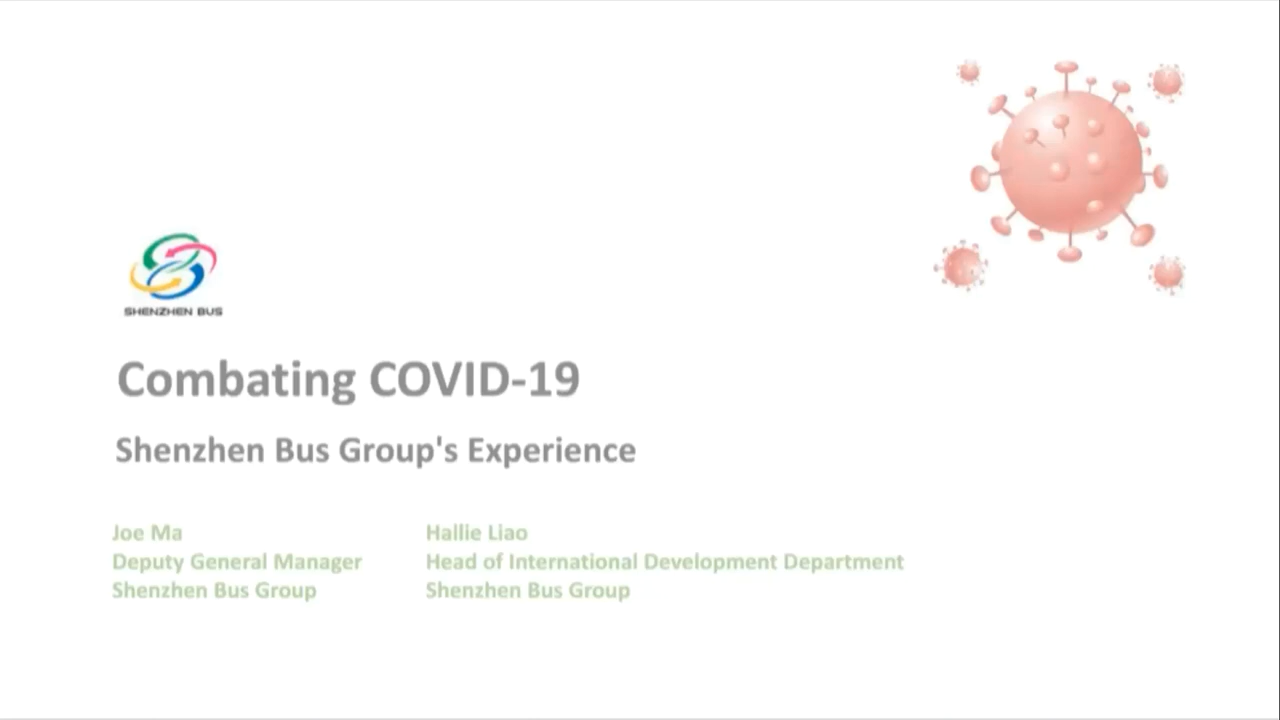 SHENZHEN BUS
Combating COVID-19
Shenzhen Bus Group's Experience
Joe Ma
Deputy General Manager
Shenzhen Bus Group
Hallie Liao
Head of International Development Department
Shenzhen Bus Group